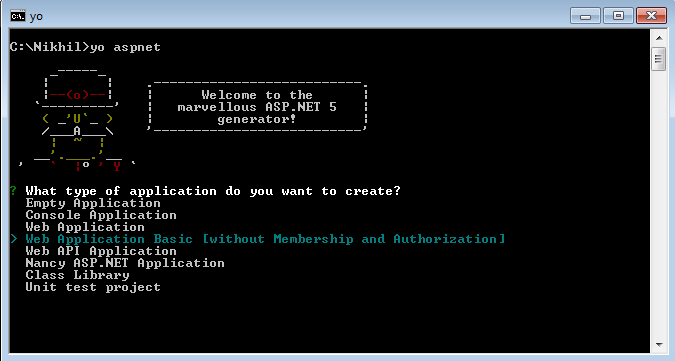 yo
C:\Nikhil>yo aspnet
Welcome to the
marvellous ASP.NET 5
generator!
? What type of application do you want to create?
Empty Application
Console Application
Web Application
> Web Application Basic [without Membership and Authorization]
Web API Application
Nancy ASP.NET Application
Class Library
Unit test project